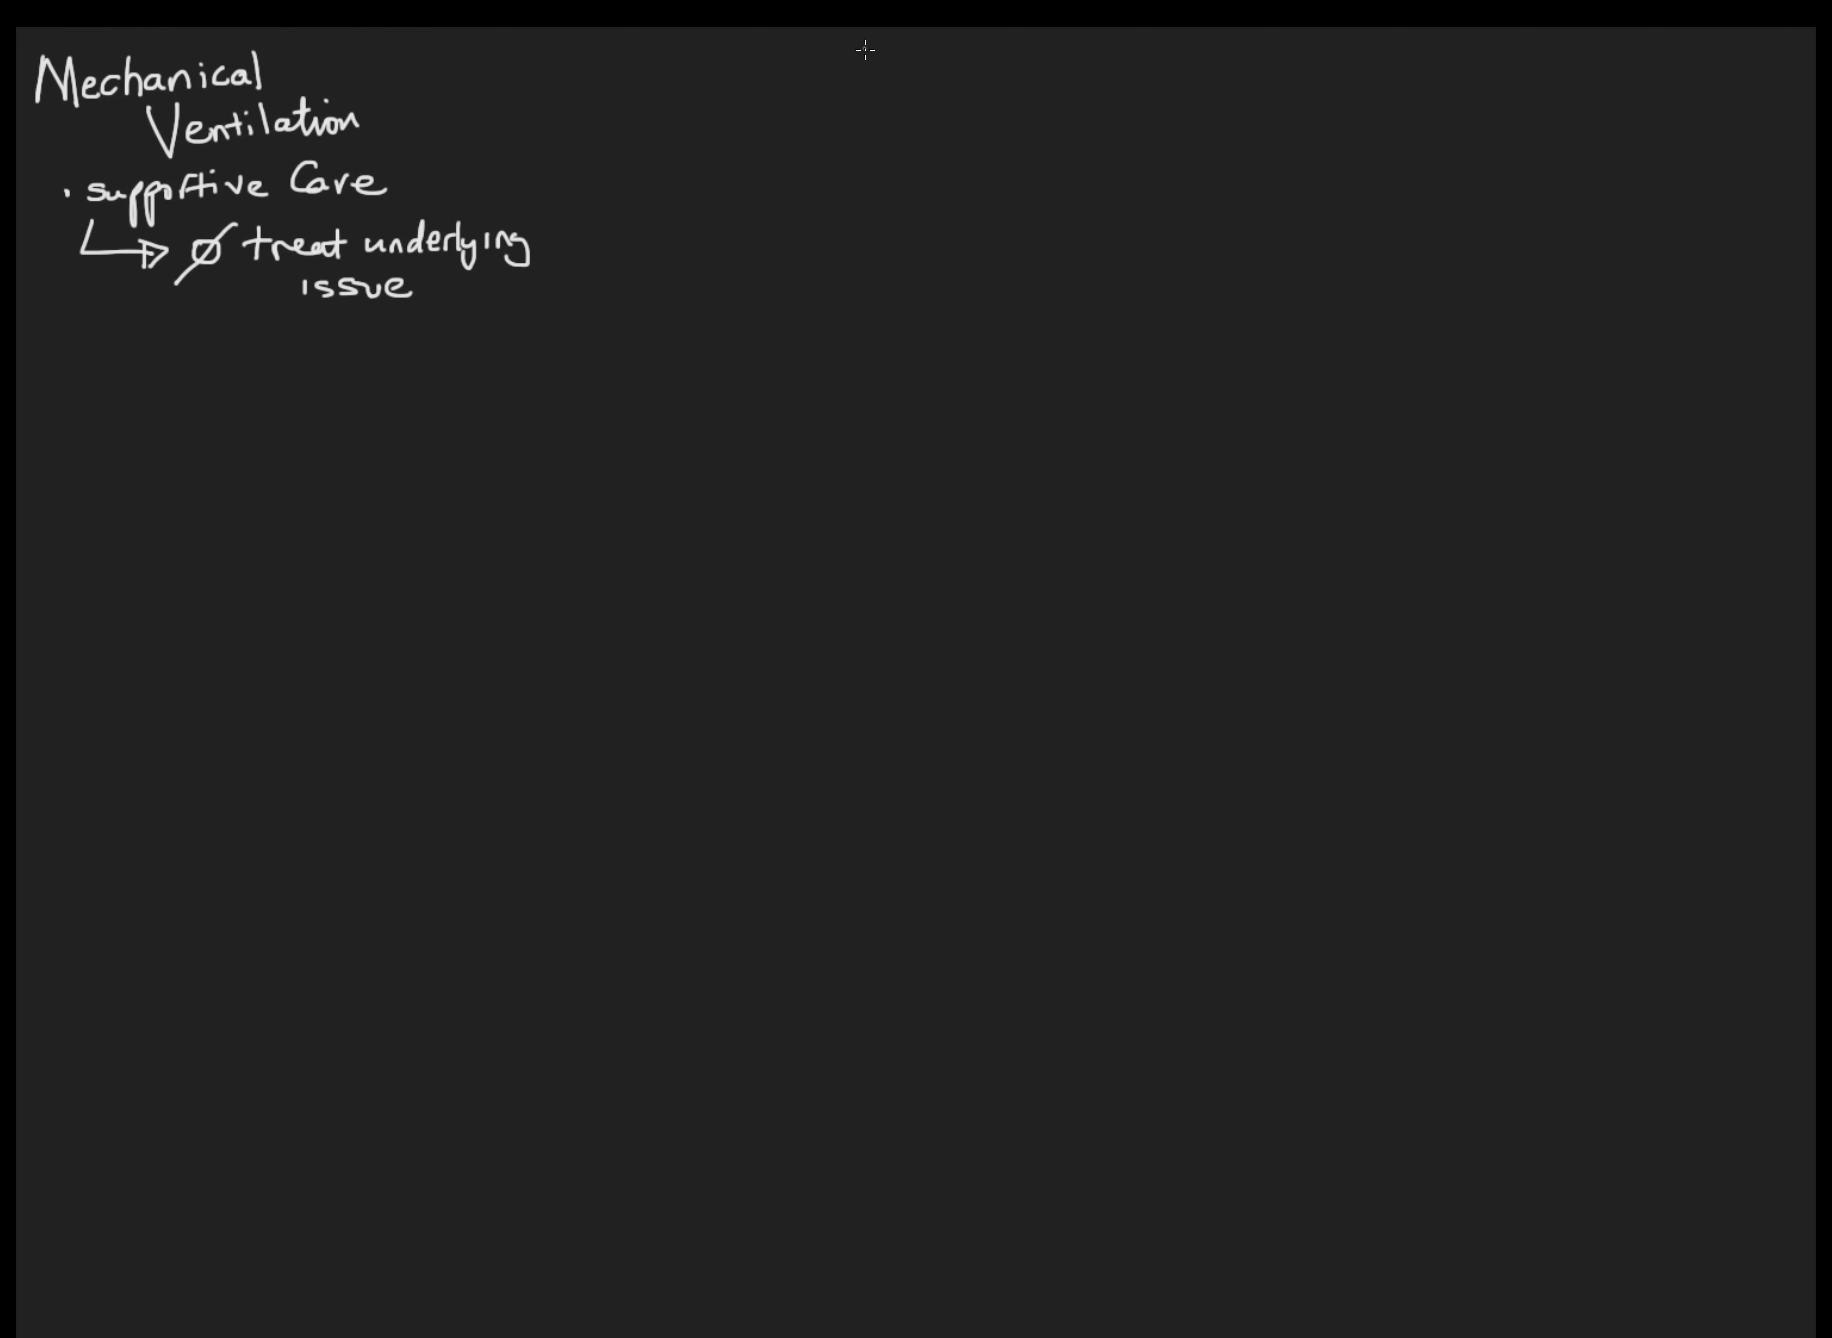 Mechanical
Ventilation
· supportive Care
↳ ∅ treat underlying
issue